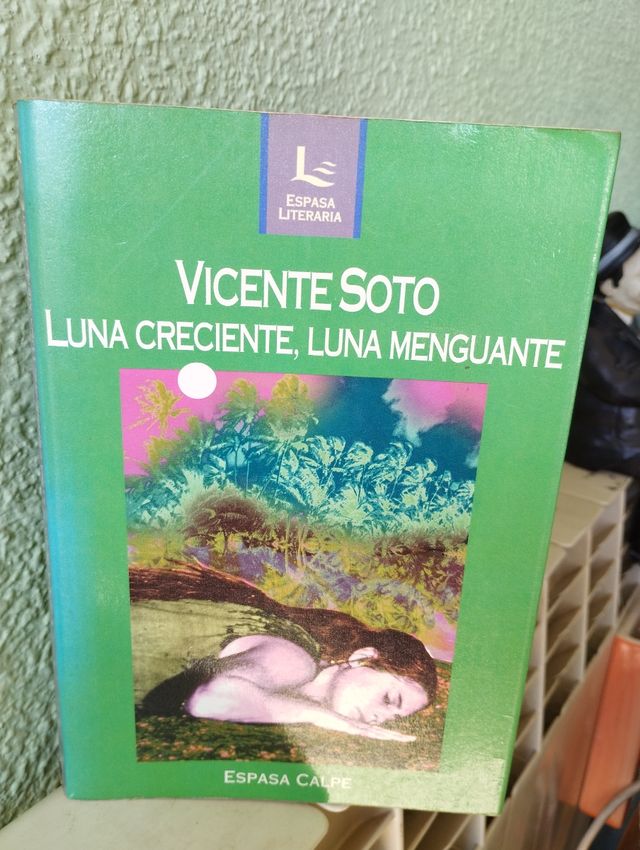 ESPASA
LITERARIA
VICENTE SOTO
LUNA CRECIENTE, LUNA MENGUANTE
ESPASA CALPE